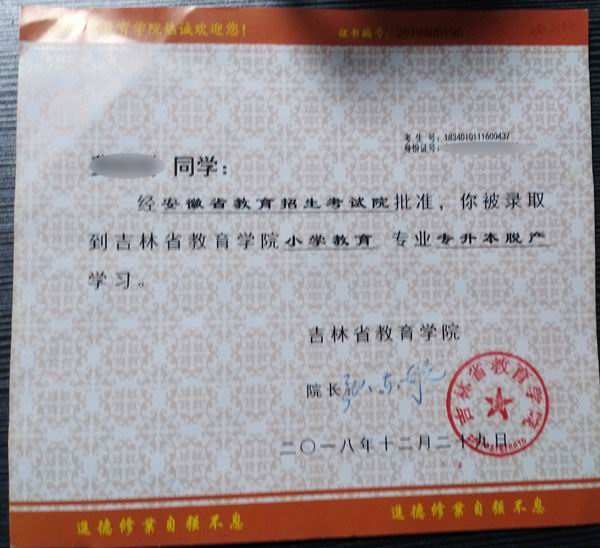 育学院热诚欢迎您!
证书编号:
考生号:18340101111600437
身份证号:
同学:
经安徽省教育招生考试院批准,你被录取
到吉林省教育学院小学教育 专业专升本脱产
学习。
吉林省教育学院
院长
吉林省教育学院
二〇一八年十二月二十九日
進德修業自强不息
進德修業自强不息